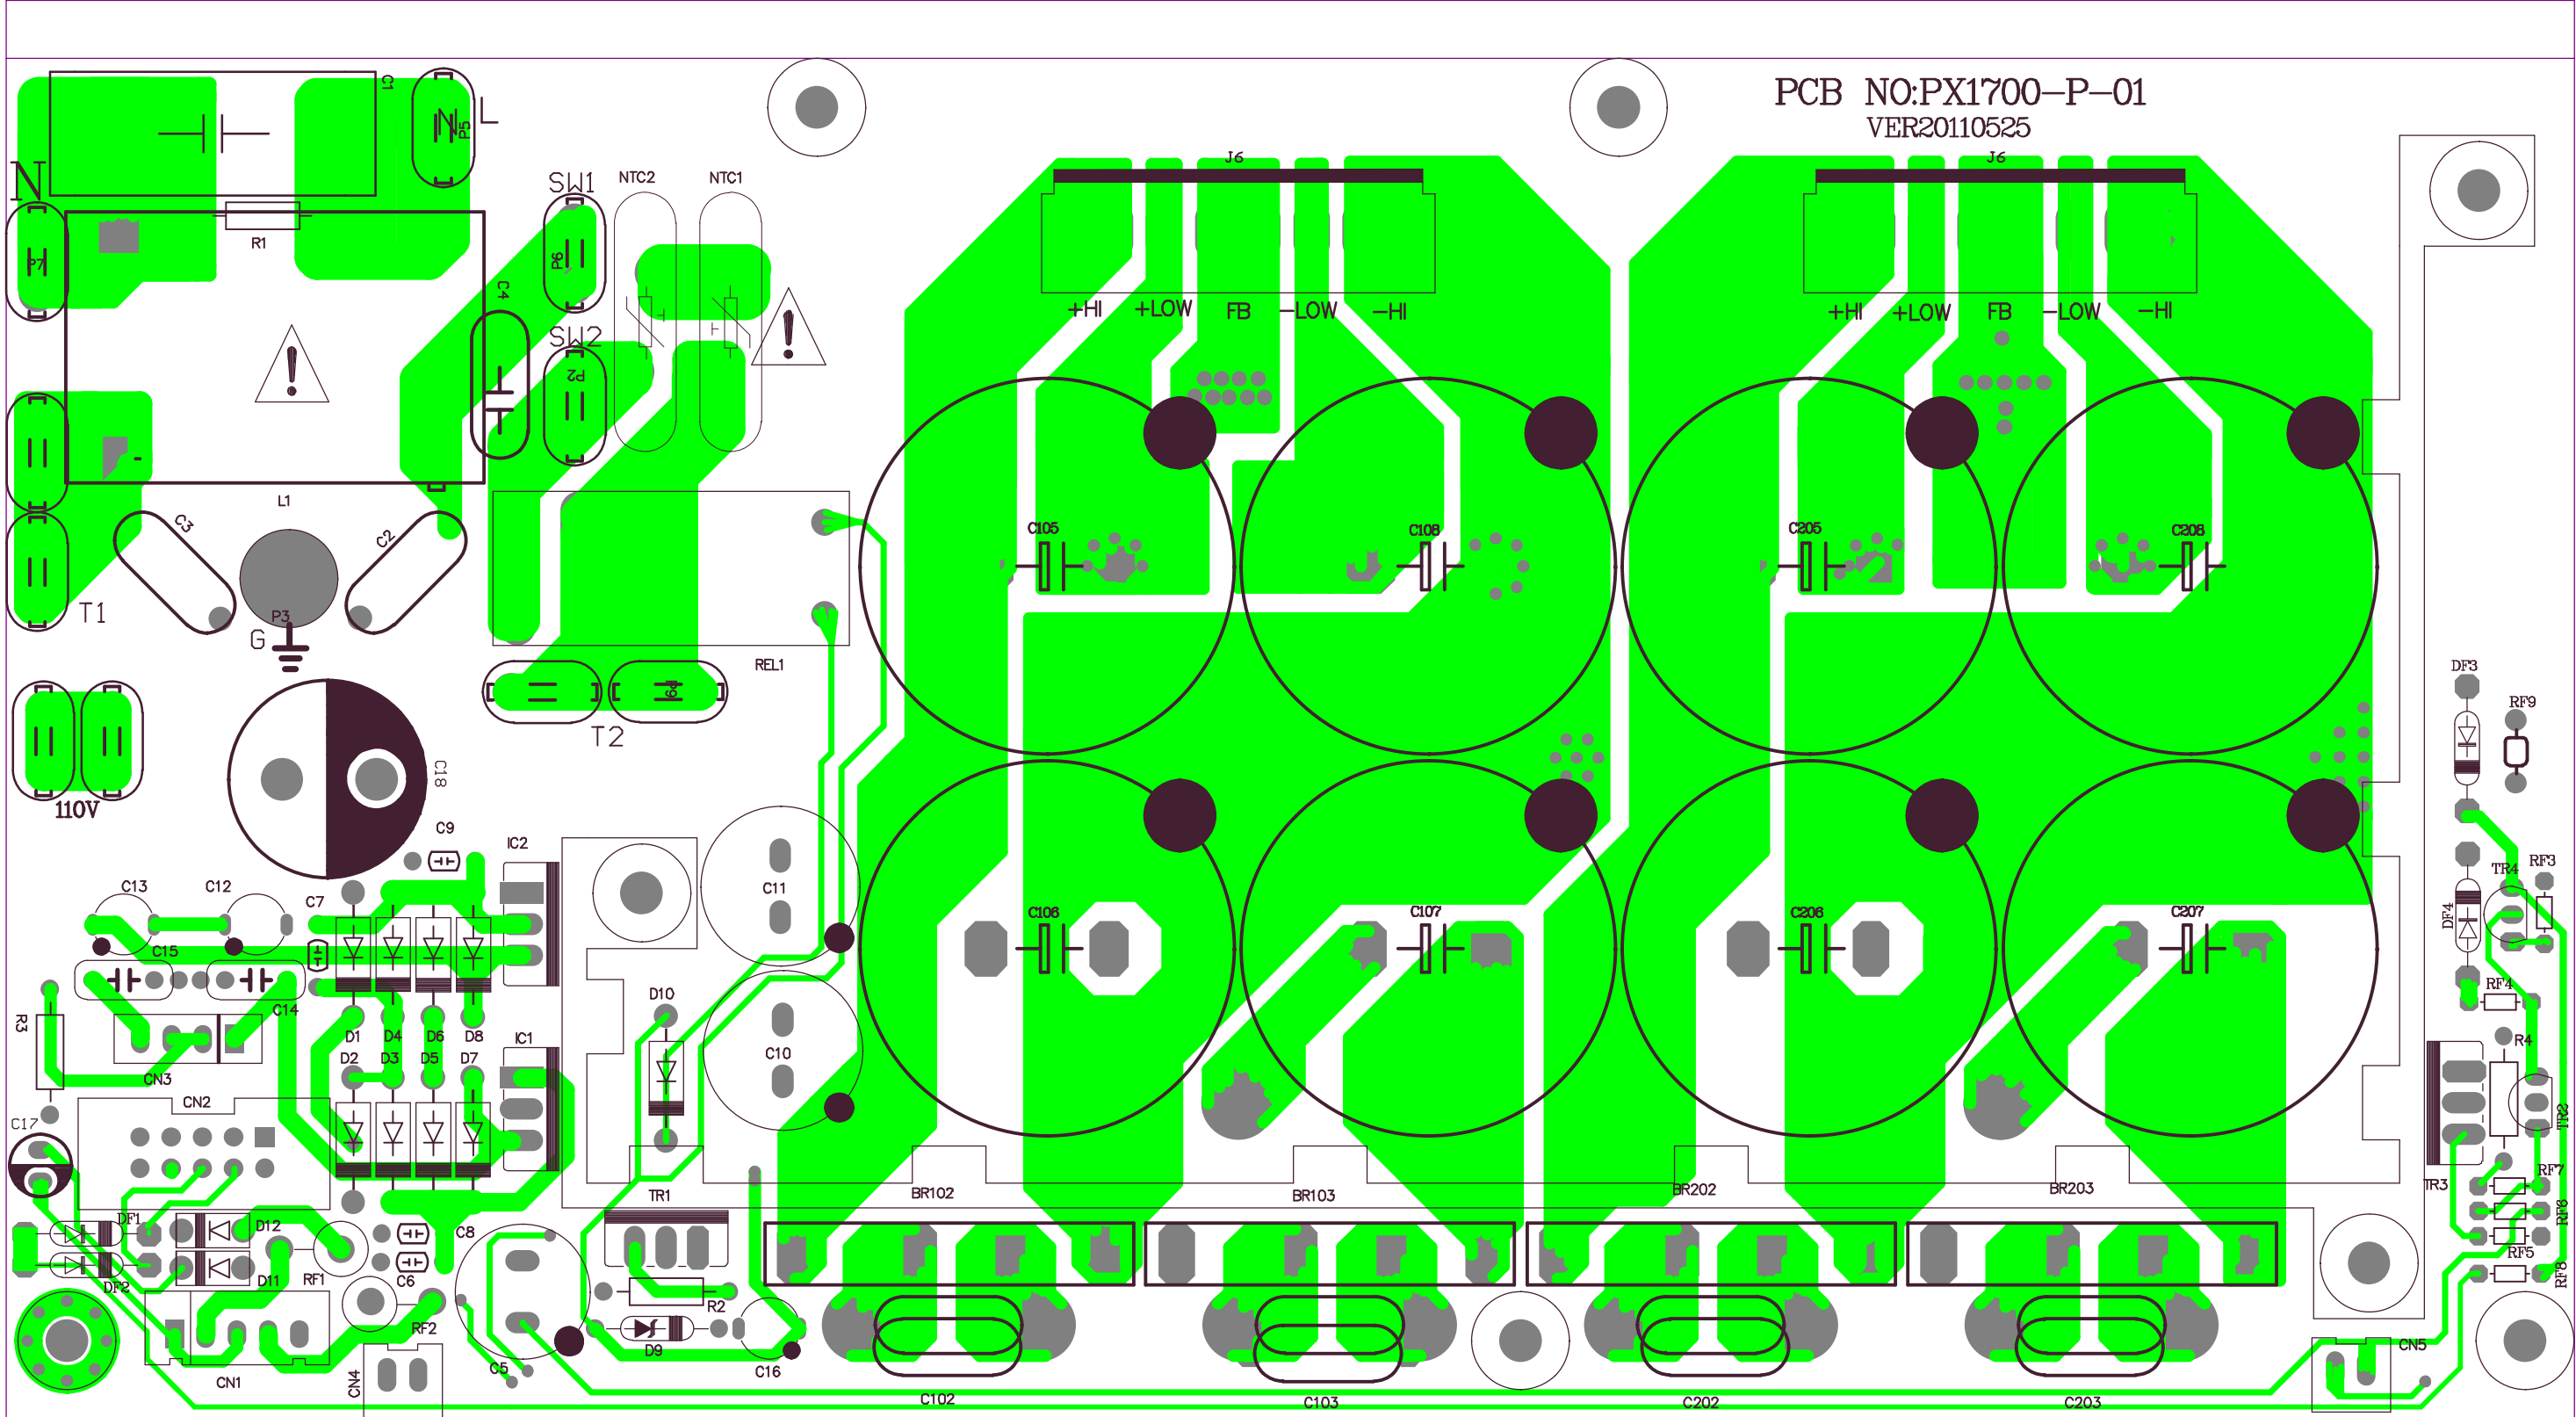 PCB NO:PX1700-P-01
VER20110525
C1
N
P5
L
N
P7
R1
SW1
P6
NTC2
NTC1
C4
SW2
P2
J6
J6
+HI
+LOW
FB
-LOW
-HI
+HI
+LOW
FB
-LOW
-HI
L1
C3
C2
P3
G
T1
REL1
P9
T2
110V
C18
C105
C108
C205
C208
DF3
RF9
C9
IC2
C13
C12
C7
C15
C11
C106
C107
C206
C207
TR4
RF3
DF4
RF4
C14
R3
D1
D4
D6
D8
D2
D3
D5
D7
IC1
D10
C10
CN3
CN2
C17
R4
TR2
TR3
RF7
RF6
RF5
RF8
TR1
BR102
BR103
BR202
BR203
DF1
D12
DF2
D11
RF1
C8
C6
R2
RF2
D9
C16
C5
CN1
CN4
C102
C103
C202
C203
CN5